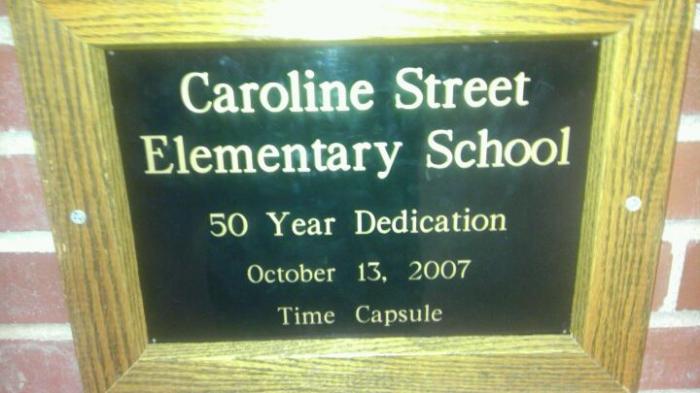 Caroline Street
Elementary School
50 Year Dedication
October 13, 2007
Time Capsule